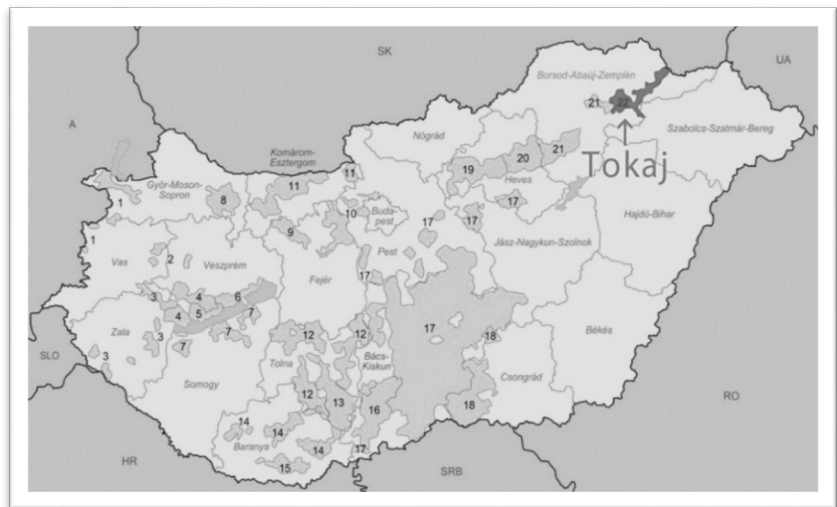 SK
UA
Borsod-Abaúj-Zemplén
21
22
A
Szabolcs-Szatmár-Bereg
Nógrád
Tokaj
Komárom-
Esztergom
11
11
21
20
19
Heves
Győr-Moson-
Sopron
8
1
17
10
Buda-
pest
17
17
Hajdú-Bihar
9
1
Vas
2
Veszprém
Fejér
Pest
Jász-Nagykun-Szolnok
17
3
4
6
4
5
7
17
Zala
3
7
7
12
12
18
Békés
SLO
3
Tolna
Bács-
Kiskun
Csongrád
Somogy
12
13
16
18
RO
14
14
Baranya
14
17
15
HR
SRB